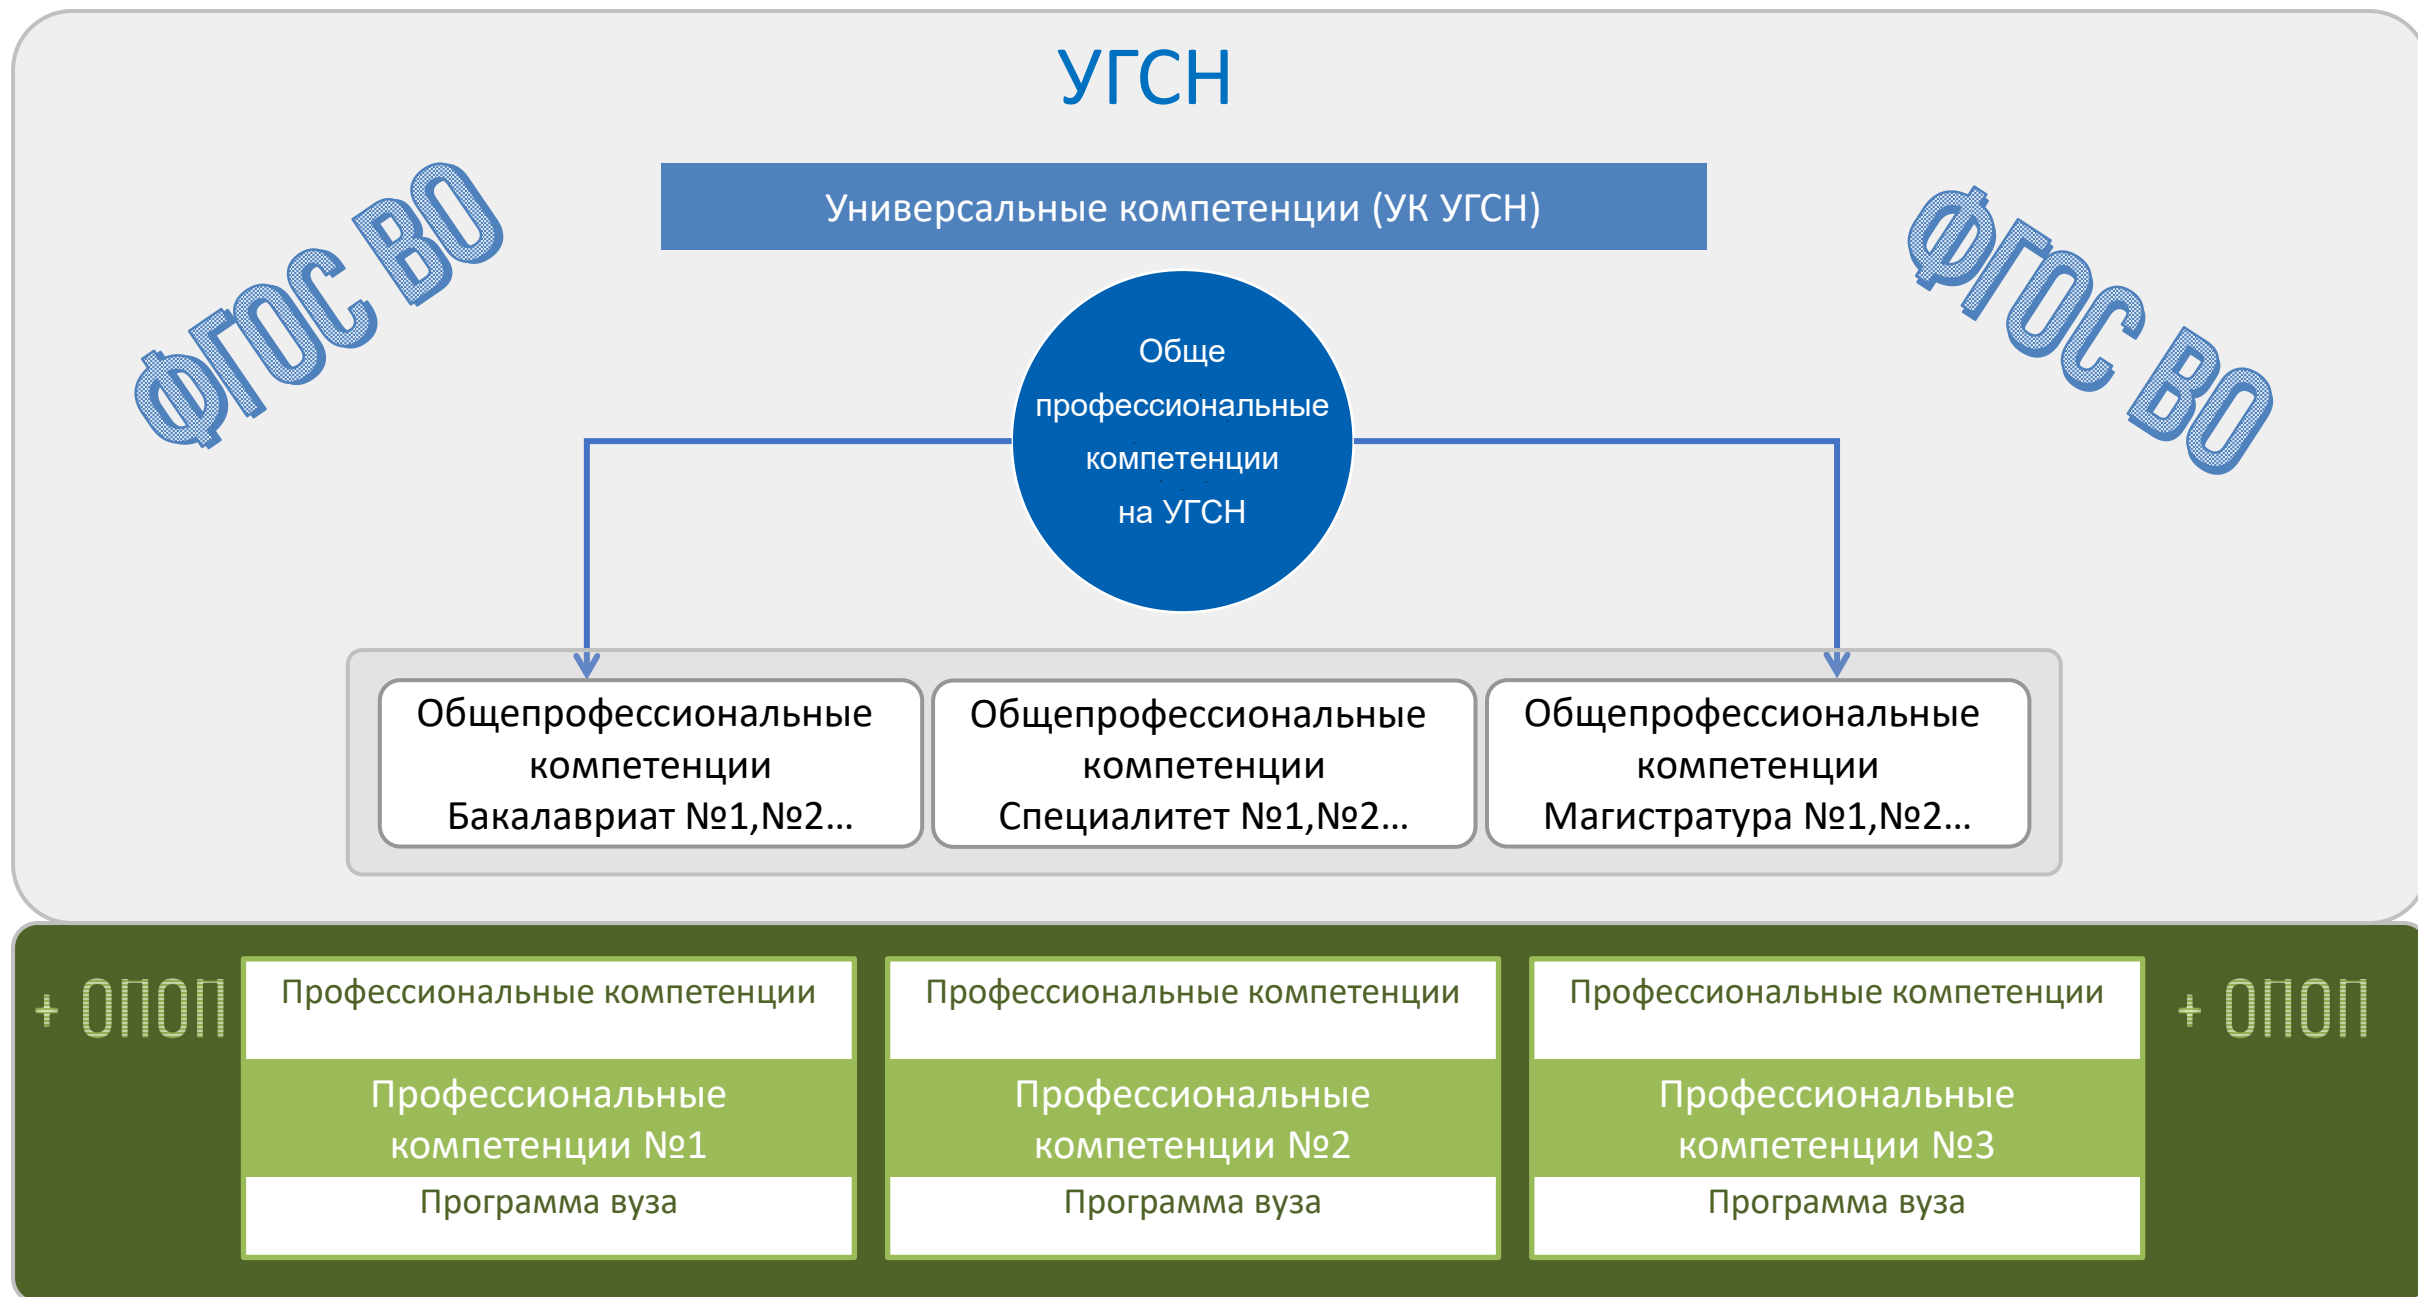 УГСН
ФГОС ВО
Универсальные компетенции (УК УГСН)
ФГОС ВО
Обще
профессиональные
компетенции
на УГСН
Общепрофессиональные
компетенции
Бакалавриат №1,№2...
Общепрофессиональные
компетенции
Специалитет №1,№2...
Общепрофессиональные
компетенции
Магистратура №1,№2...
+ ОПОП
Профессиональные компетенции
Профессиональные
компетенции №1
Программа вуза
Профессиональные компетенции
Профессиональные
компетенции №2
Программа вуза
Профессиональные компетенции
Профессиональные
компетенции №3
Программа вуза
+ ОПОП